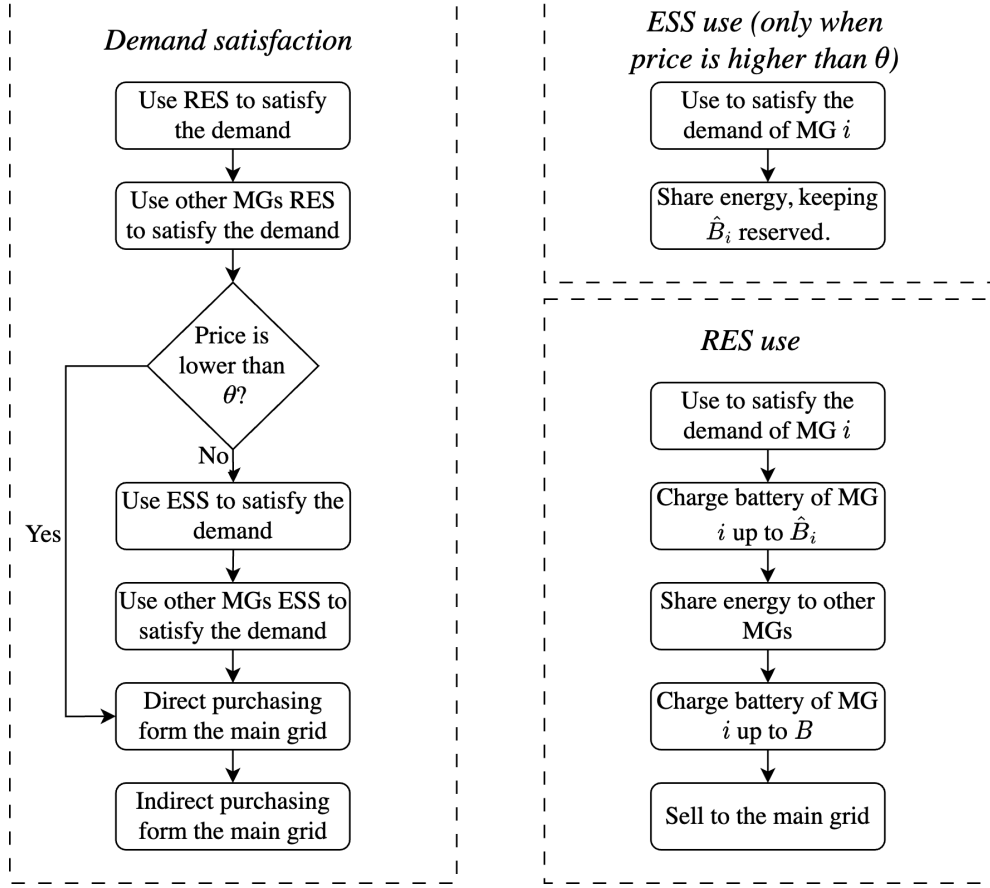 Demand satisfaction
Use RES to satisfy
the demand
Use other MGs RES
to satisfy the demand
Price is
lower than
θ?
No
Yes
Use ESS to satisfy the
demand
Use other MGs ESS to
satisfy the demand
Direct purchasing
form the main grid
Indirect purchasing
form the main grid
ESS use (only when
price is higher than θ)
Use to satisfy the
demand of MG i
Share energy, keeping
B̂ᵢ reserved.
RES use
Use to satisfy the
demand of MG i
Charge battery of MG
i up to B̂ᵢ
Share energy to other
MGs
Charge battery of MG
i up to B
Sell to the main grid